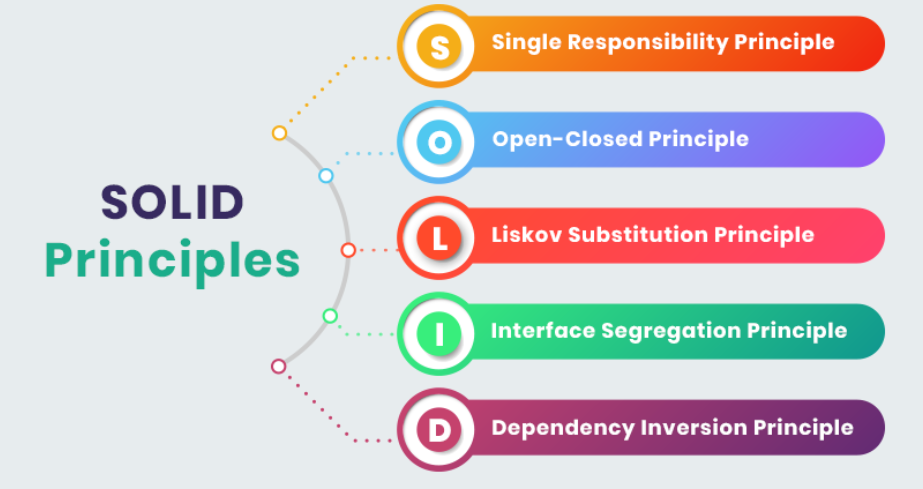 SOLID
Principles
S Single Responsibility Principle
O Open-Closed Principle
L Liskov Substitution Principle
I Interface Segregation Principle
D Dependency Inversion Principle